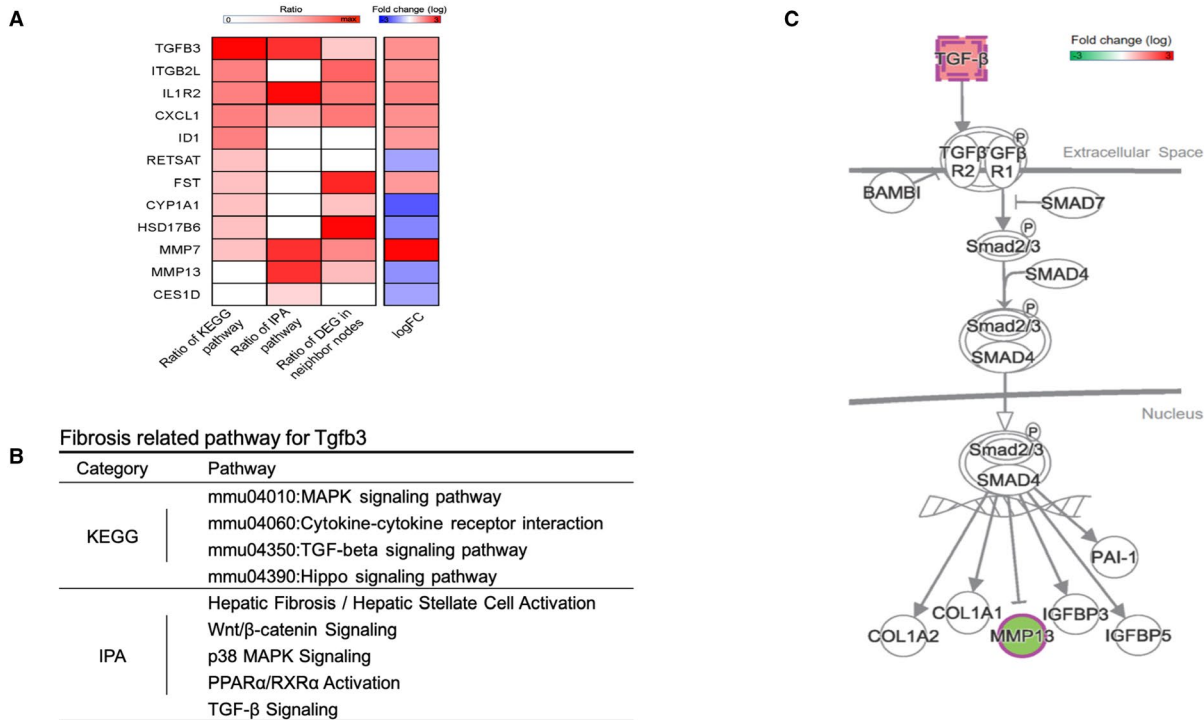 A
Ratio
0
max
Fold change (log)
-3
3
TGFB3
ITGB2L
IL1R2
CXCL1
ID1
RETSAT
FST
CYP1A1
HSD17B6
MMP7
MMP13
CES1D
Ratio of KEGG
pathway
Ratio of IPA
pathway
Ratio of DEG in
neighbor nodes
logFC
B
Fibrosis related pathway for Tgfb3
Category Pathway
KEGG
mmu04010:MAPK signaling pathway
mmu04060:Cytokine-cytokine receptor interaction
mmu04350:TGF-beta signaling pathway
mmu04390:Hippo signaling pathway
IPA
Hepatic Fibrosis / Hepatic Stellate Cell Activation
Wnt/β-catenin Signaling
p38 MAPK Signaling
PPARα/RXRα Activation
TGF-β Signaling
C
Fold change (log)
-3
3
TGF-β
P
TGFβ
R2
TGFβ
R1
Extracellular Space
BAMBI
SMAD7
P
Smad2/3
SMAD4
P
Smad2/3
SMAD4
Nucleus
P
Smad2/3
SMAD4
PAI-1
COL1A2
COL1A1
MMP13
IGFBP3
IGFBP5